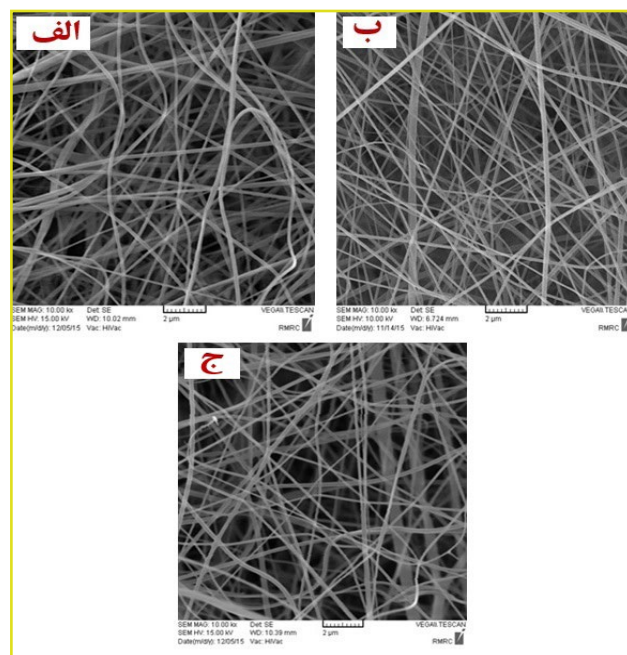 الف
SEM MAG: 10.00 kx Det: SE
SEM HV: 15.00 kV WD: 10.02 mm VEGA\\ TESCAN
Date(m/d/y): 12/05/15 Vac: HiVac 2 µm RMRC
ب
SEM MAG: 10.00 kx Det: SE
SEM HV: 10.00 kV WD: 6.724 mm VEGA\\ TESCAN
Date(m/d/y): 11/14/15 Vac: HiVac 2 µm RMRC
ج
SEM MAG: 10.00 kx Det: SE
SEM HV: 15.00 kV WD: 10.39 mm VEGA\\ TESCAN
Date(m/d/y): 12/05/15 Vac: HiVac 2 µm RMRC